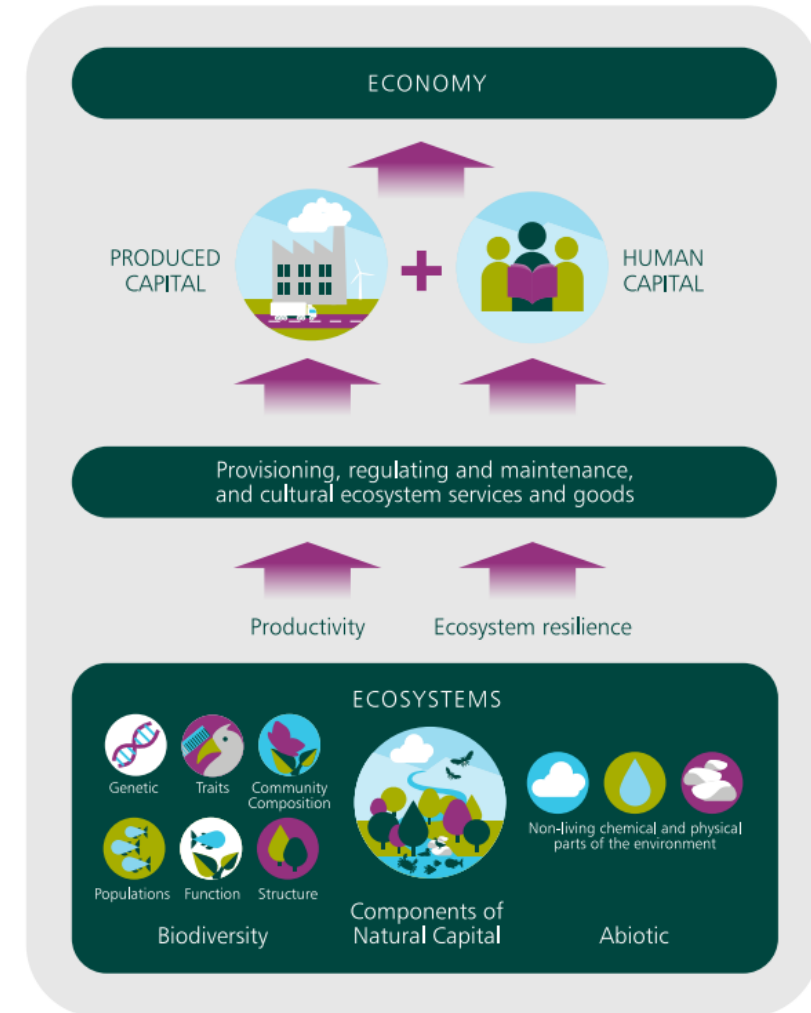 ECONOMY
PRODUCED
CAPITAL
HUMAN
CAPITAL
Provisioning, regulating and maintenance,
and cultural ecosystem services and goods
Productivity
Ecosystem resilience
ECOSYSTEMS
Genetic
Traits
Community
Composition
Populations
Function
Structure
Biodiversity
Components of
Natural Capital
Non-living chemical and physical
parts of the environment
Abiotic